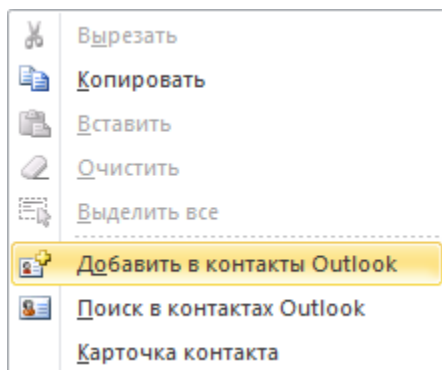 Вырезать
Копировать
Вставить
Очистить
Выделить все
Добавить в контакты Outlook
Поиск в контактах Outlook
Карточка контакта